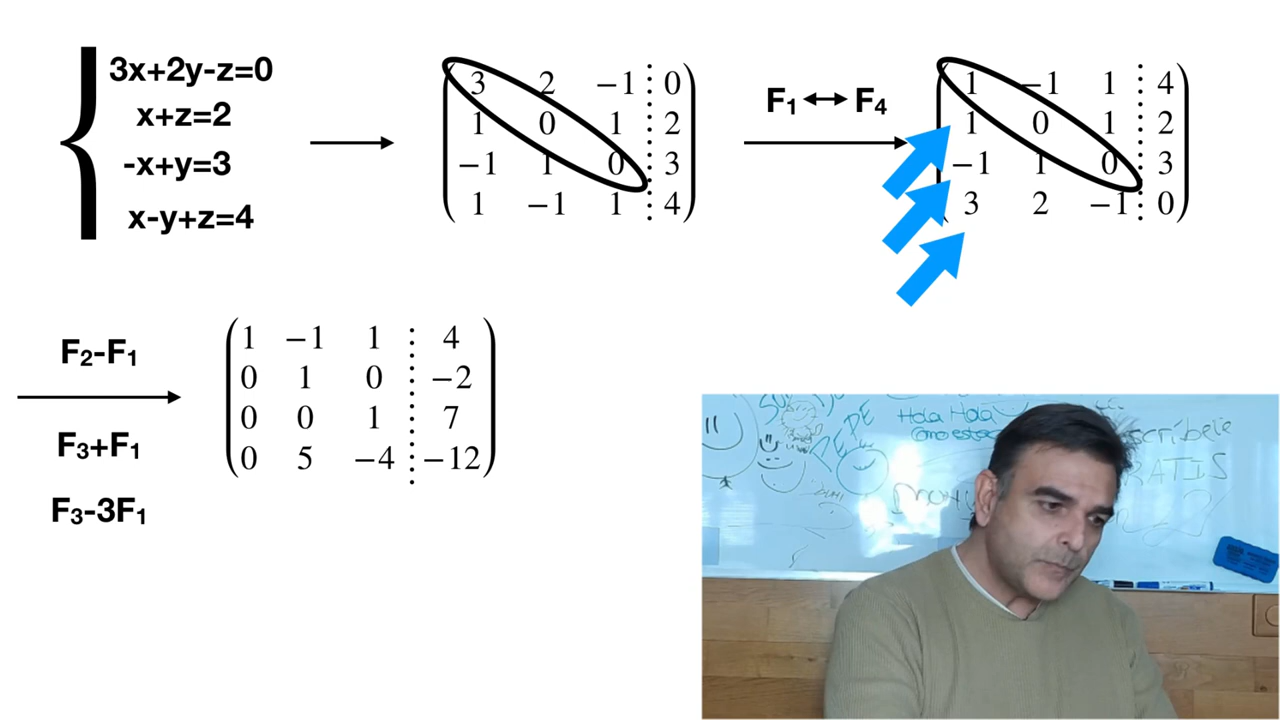 3x+2y-z=0
x+z=2
-x+y=3
x-y+z=4
3 2 −1 0
1 0 1 2
−1 1 0 3
1 −1 1 4
F₁ ↔ F₄
1 −1 1 4
1 0 1 2
−1 1 0 3
3 2 −1 0
F₂-F₁
F₃+F₁
F₃-3F₁
1 −1 1 4
0 1 0 −2
0 0 1 7
0 5 −4 −12
Hola Hola
PEPE
RATIS